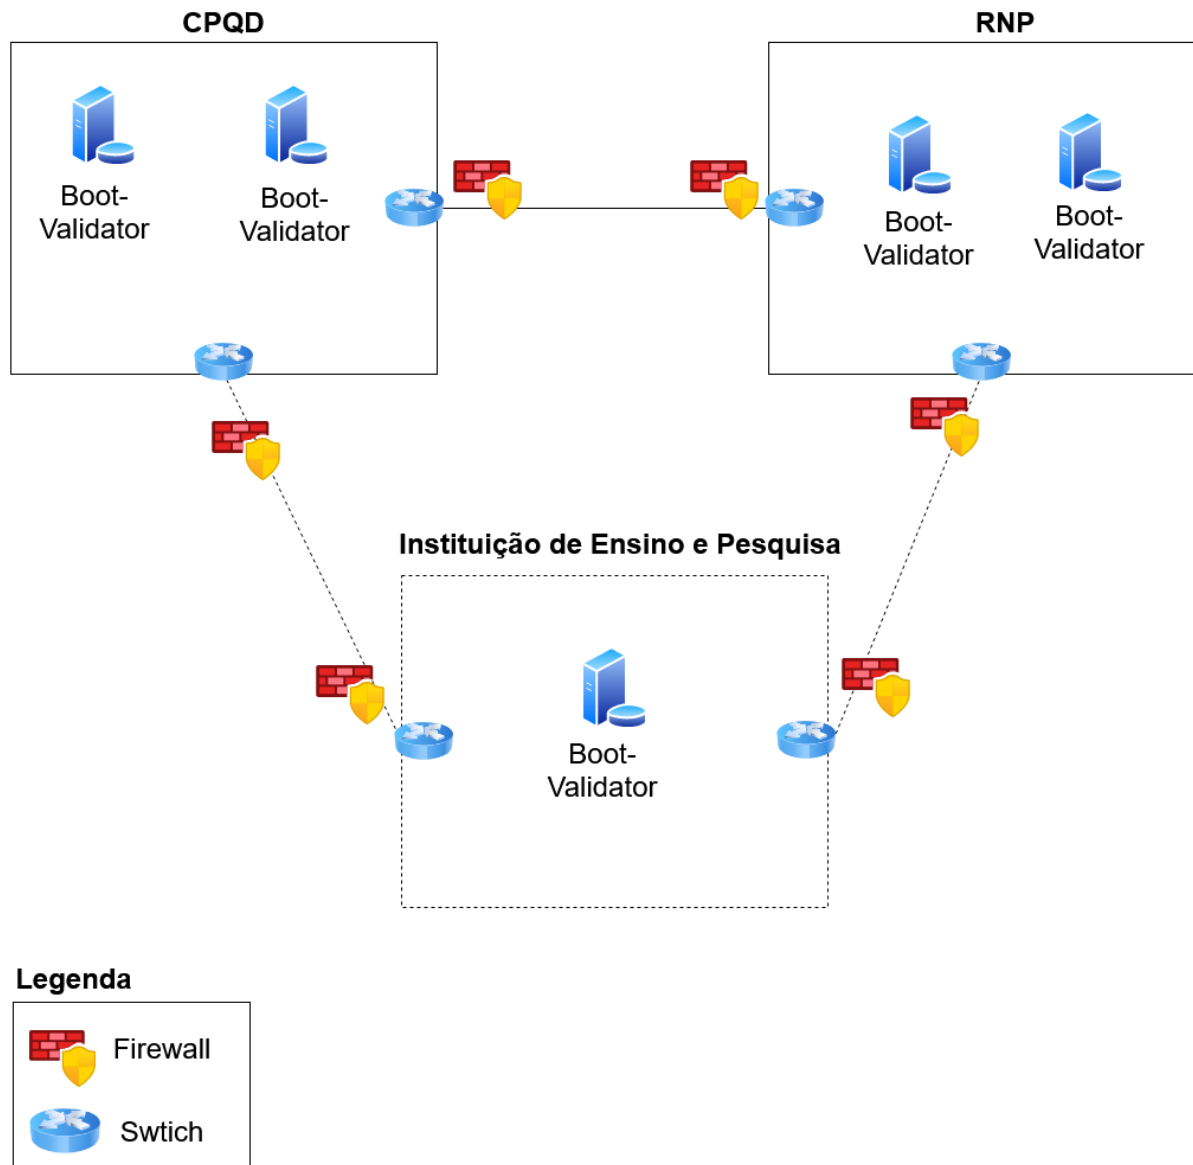 CPQD
RNP
Boot-
Validator
Boot-
Validator
Boot-
Validator
Boot-
Validator
Instituição de Ensino e Pesquisa
Boot-
Validator
Legenda
Firewall
Swtich